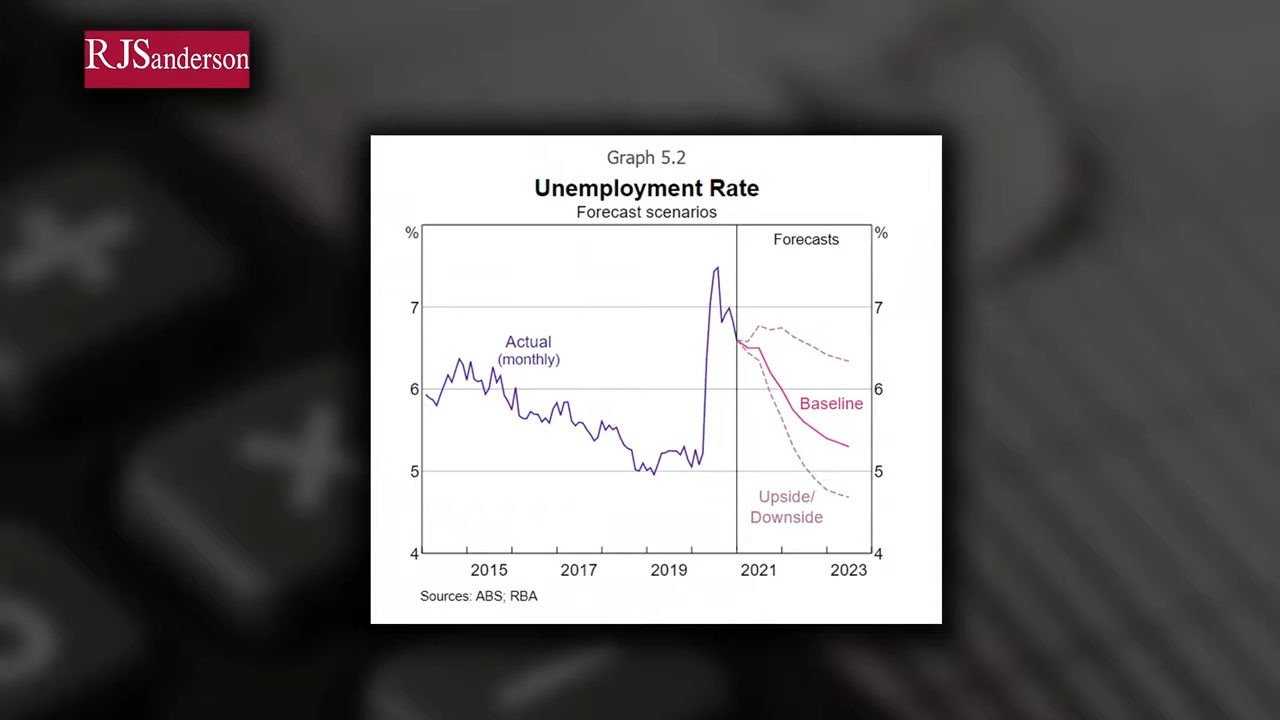 RJSanderson
Graph 5.2
Unemployment Rate
Forecast scenarios
% %
Forecasts
7 7
Actual
(monthly)
6 6
Baseline
5 5
Upside/
Downside
4 4
2015 2017 2019 2021 2023
Sources: ABS; RBA